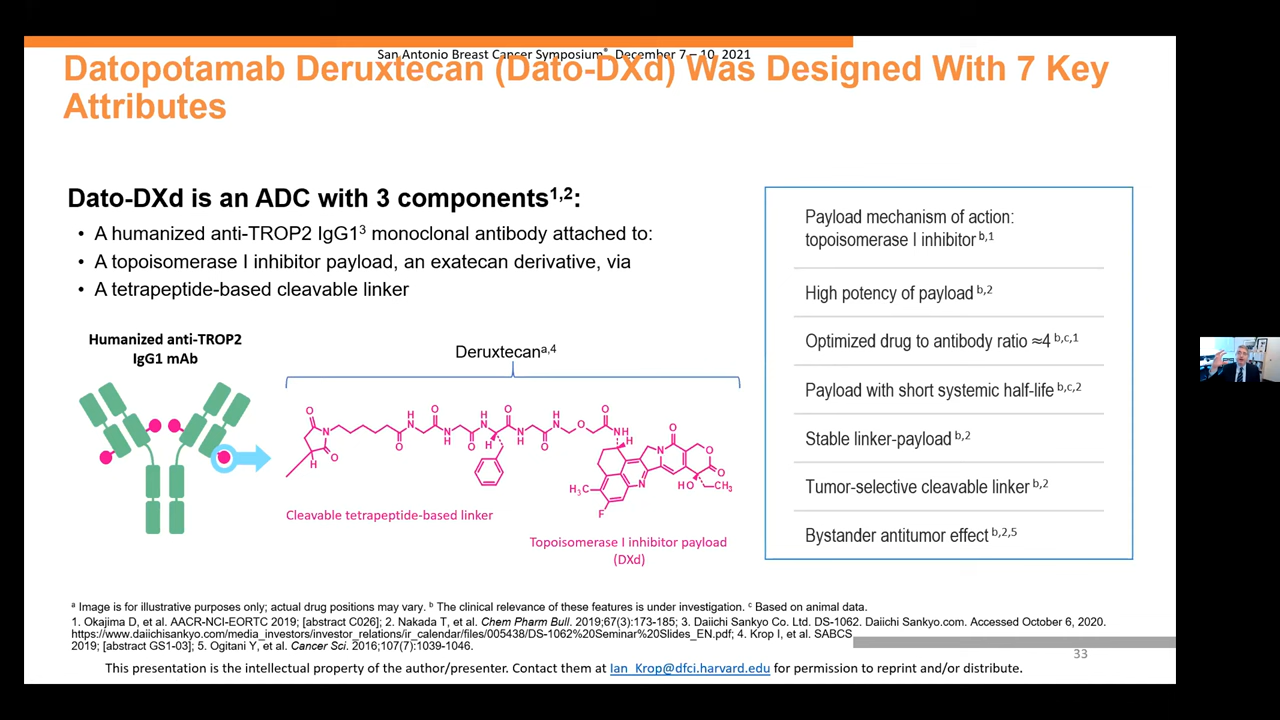 San Antonio Breast Cancer Symposium® December 7 – 10, 2021
Datopotamab Deruxtecan (Dato-DXd) Was Designed With 7 Key
Attributes
Dato-DXd is an ADC with 3 components1,2:
• A humanized anti-TROP2 IgG1³ monoclonal antibody attached to:
• A topoisomerase I inhibitor payload, an exatecan derivative, via
• A tetrapeptide-based cleavable linker
Humanized anti-TROP2
IgG1 mAb
Deruxtecana,4
O
N
O
H
O
H
N
O
N
H
O
H
N
H
O
N
H
O
H
N
O
O
NH
H
H3C
F
N
N
O
O
O
HO
CH3
Cleavable tetrapeptide-based linker
Topoisomerase I inhibitor payload
(DXd)
Payload mechanism of action:
topoisomerase I inhibitor b,1
High potency of payload b,2
Optimized drug to antibody ratio ≈4 b,c,1
Payload with short systemic half-life b,c,2
Stable linker-payload b,2
Tumor-selective cleavable linker b,2
Bystander antitumor effect b,2,5
a Image is for illustrative purposes only; actual drug positions may vary. b The clinical relevance of these features is under investigation. c Based on animal data.
1. Okajima D, et al. AACR-NCI-EORTC 2019; [abstract C026]; 2. Nakada T, et al. Chem Pharm Bull. 2019;67(3):173-185; 3. Daiichi Sankyo Co. Ltd. DS-1062. Daiichi Sankyo.com. Accessed October 6, 2020.
https://www.daiichisankyo.com/media_investors/investor_relations/ir_calendar/files/005438/DS-1062%20Seminar%20Slides_EN.pdf; 4. Krop I, et al. SABCS
2019; [abstract GS1-03]; 5. Ogitani Y, et al. Cancer Sci. 2016;107(7):1039-1046.
33
This presentation is the intellectual property of the author/presenter. Contact them at Ian_Krop@dfci.harvard.edu for permission to reprint and/or distribute.